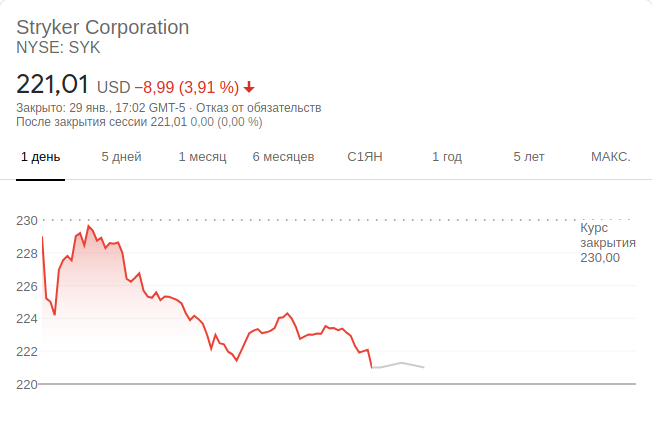 Stryker Corporation
NYSE: SYK
221,01 USD −8,99 (3,91 %)
Закрыто: 29 янв., 17:02 GMT-5 · Отказ от обязательств
После закрытия сессии 221,01 0,00 (0,00 %)
1 день 5 дней 1 месяц 6 месяцев С1ЯН 1 год 5 лет МАКС.
230
Курс
закрытия
230,00
228
226
224
222
220